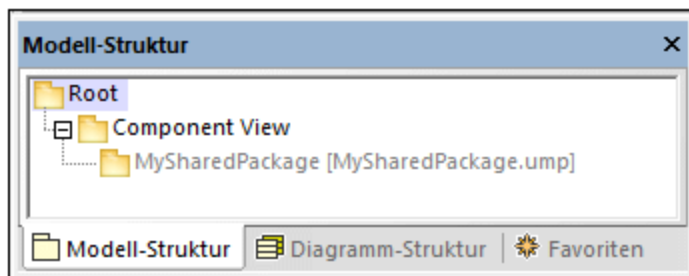 Modell-Struktur
Root
Component View
MySharedPackage [MySharedPackage.ump]
Modell-Struktur Diagramm-Struktur Favoriten